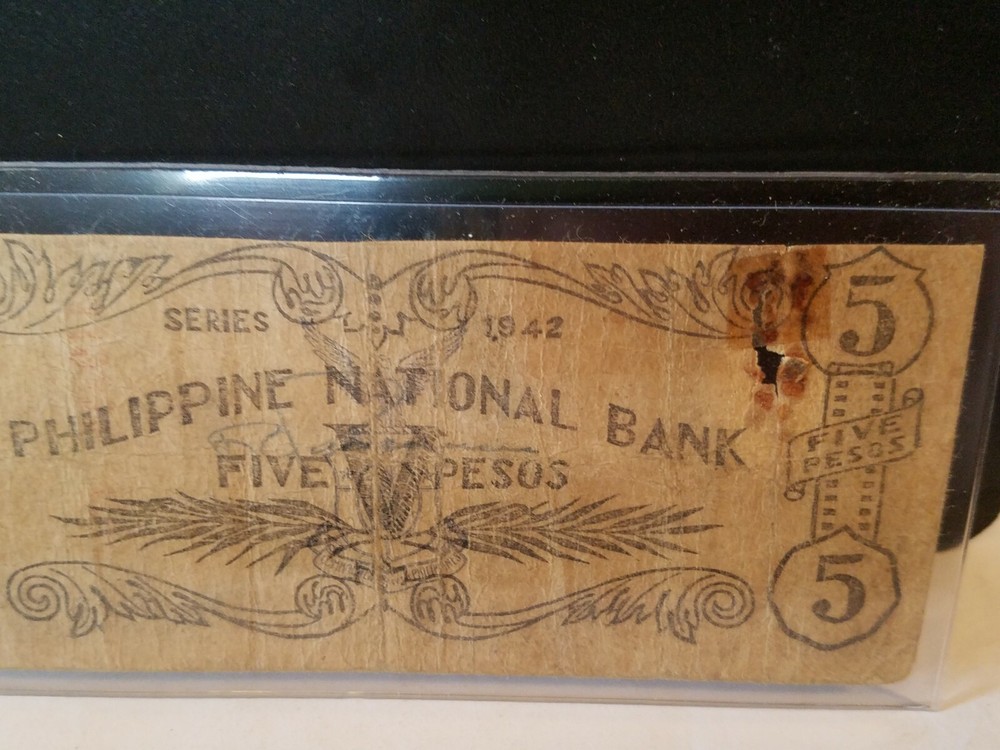 SERIES 1942
5
PHILIPPINE NATIONAL BANK
FIVE PESOS
FIVE
PESOS
5